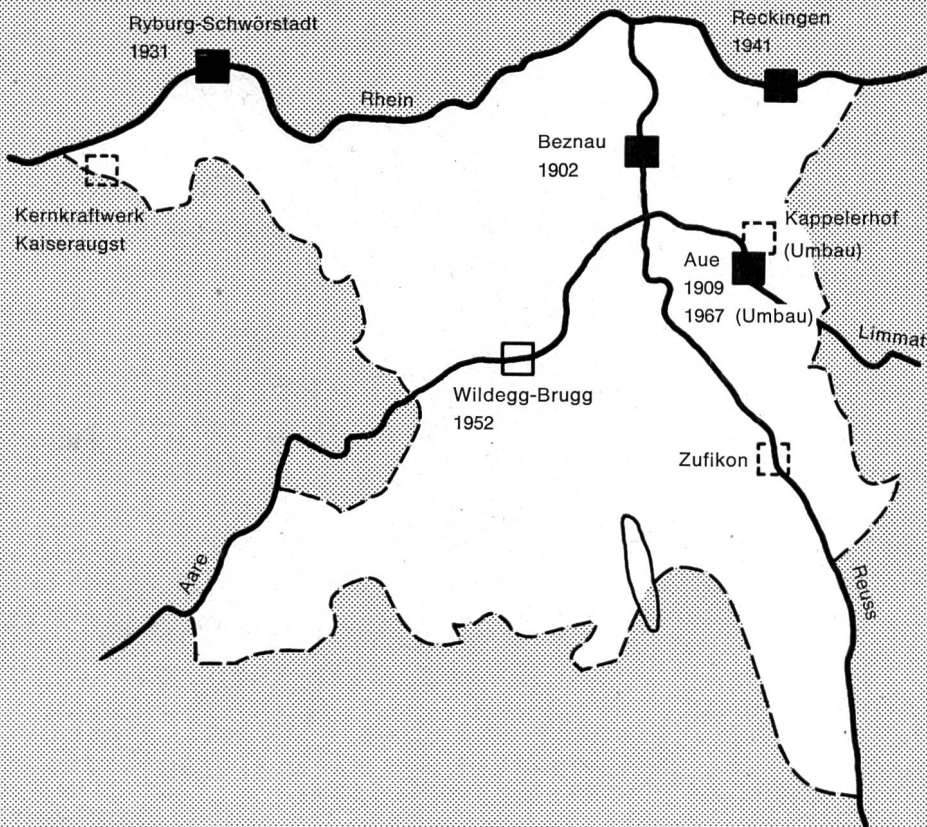 Ryburg-Schwörstadt
1931
Reckingen
1941
Rhein
Beznau
1902
Kernkraftwerk
Kaiseraugst
Kappelerhof
(Umbau)
Aue
1909
1967 (Umbau)
Limmat
Wildegg-Brugg
1952
Zufikon
Aare
Reuss